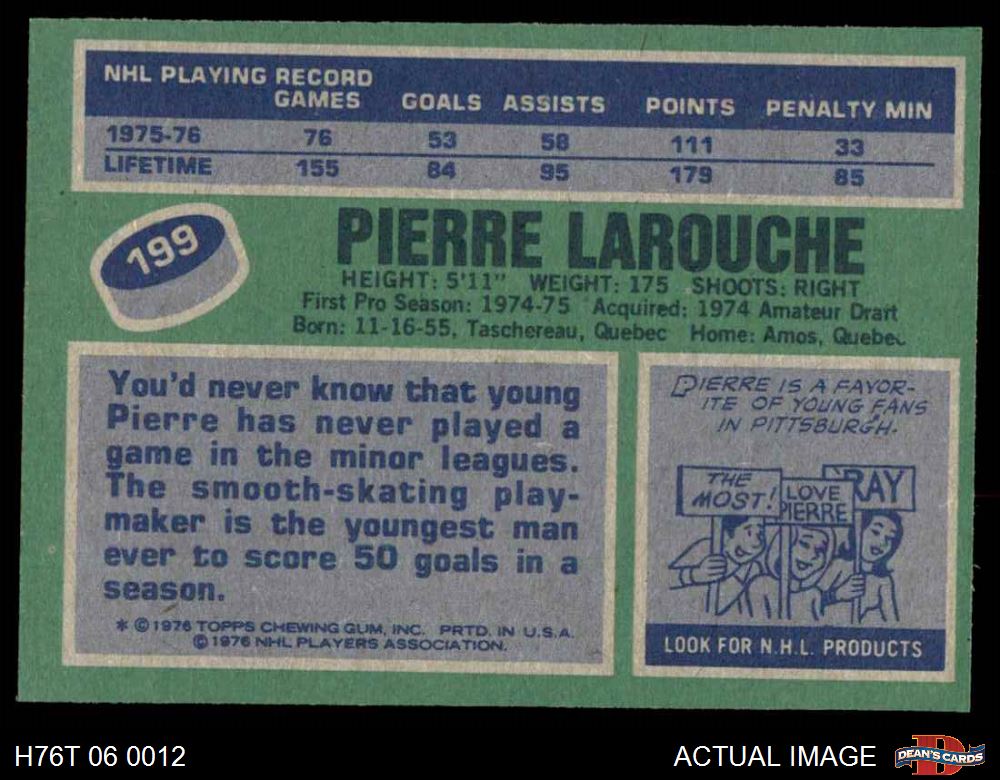 NHL PLAYING RECORD
GAMES GOALS ASSISTS POINTS PENALTY MIN
1975-76 76 53 58 111 33
LIFETIME 155 84 95 179 85
199
PIERRE LAROUCHE
HEIGHT: 5'11" WEIGHT: 175 SHOOTS: RIGHT
First Pro Season: 1974-75 Acquired: 1974 Amateur Draft
Born: 11-16-55, Taschereau, Quebec Home: Amos, Quebec
You'd never know that young
Pierre has never played a
game in the minor leagues.
The smooth-skating play-
maker is the youngest man
ever to score 50 goals in a
season.
* © 1976 TOPPS CHEWING GUM, INC. PRTD. IN U.S.A.
© 1976 NHL PLAYERS ASSOCIATION.
PIERRE IS A FAVOR-
ITE OF YOUNG FANS
IN PITTSBURGH.
THE
MOST!
LOVE
PIERRE
RAY
LOOK FOR N.H.L. PRODUCTS
H76T 06 0012
ACTUAL IMAGE
D
DEAN'S CARDS